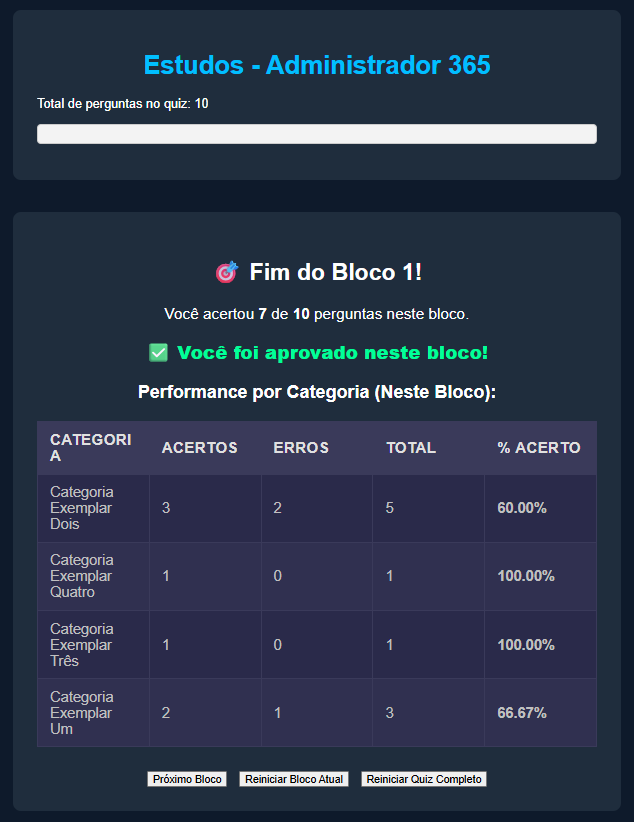 Estudos - Administrador 365
Total de perguntas no quiz: 10
🎯 Fim do Bloco 1!
Você acertou 7 de 10 perguntas neste bloco.
✅ Você foi aprovado neste bloco!
Performance por Categoria (Neste Bloco):
CATEGORI
A
ACERTOS
ERROS
TOTAL
% ACERTO
Categoria
Exemplar
Dois
3
2
5
60.00%
Categoria
Exemplar
Quatro
1
0
1
100.00%
Categoria
Exemplar
Três
1
0
1
100.00%
Categoria
Exemplar
Um
2
1
3
66.67%
Próximo Bloco
Reiniciar Bloco Atual
Reiniciar Quiz Completo